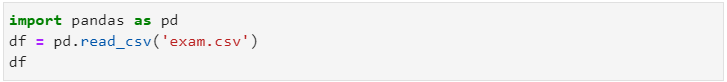 import pandas as pd
df = pd.read_csv('exam.csv')
df